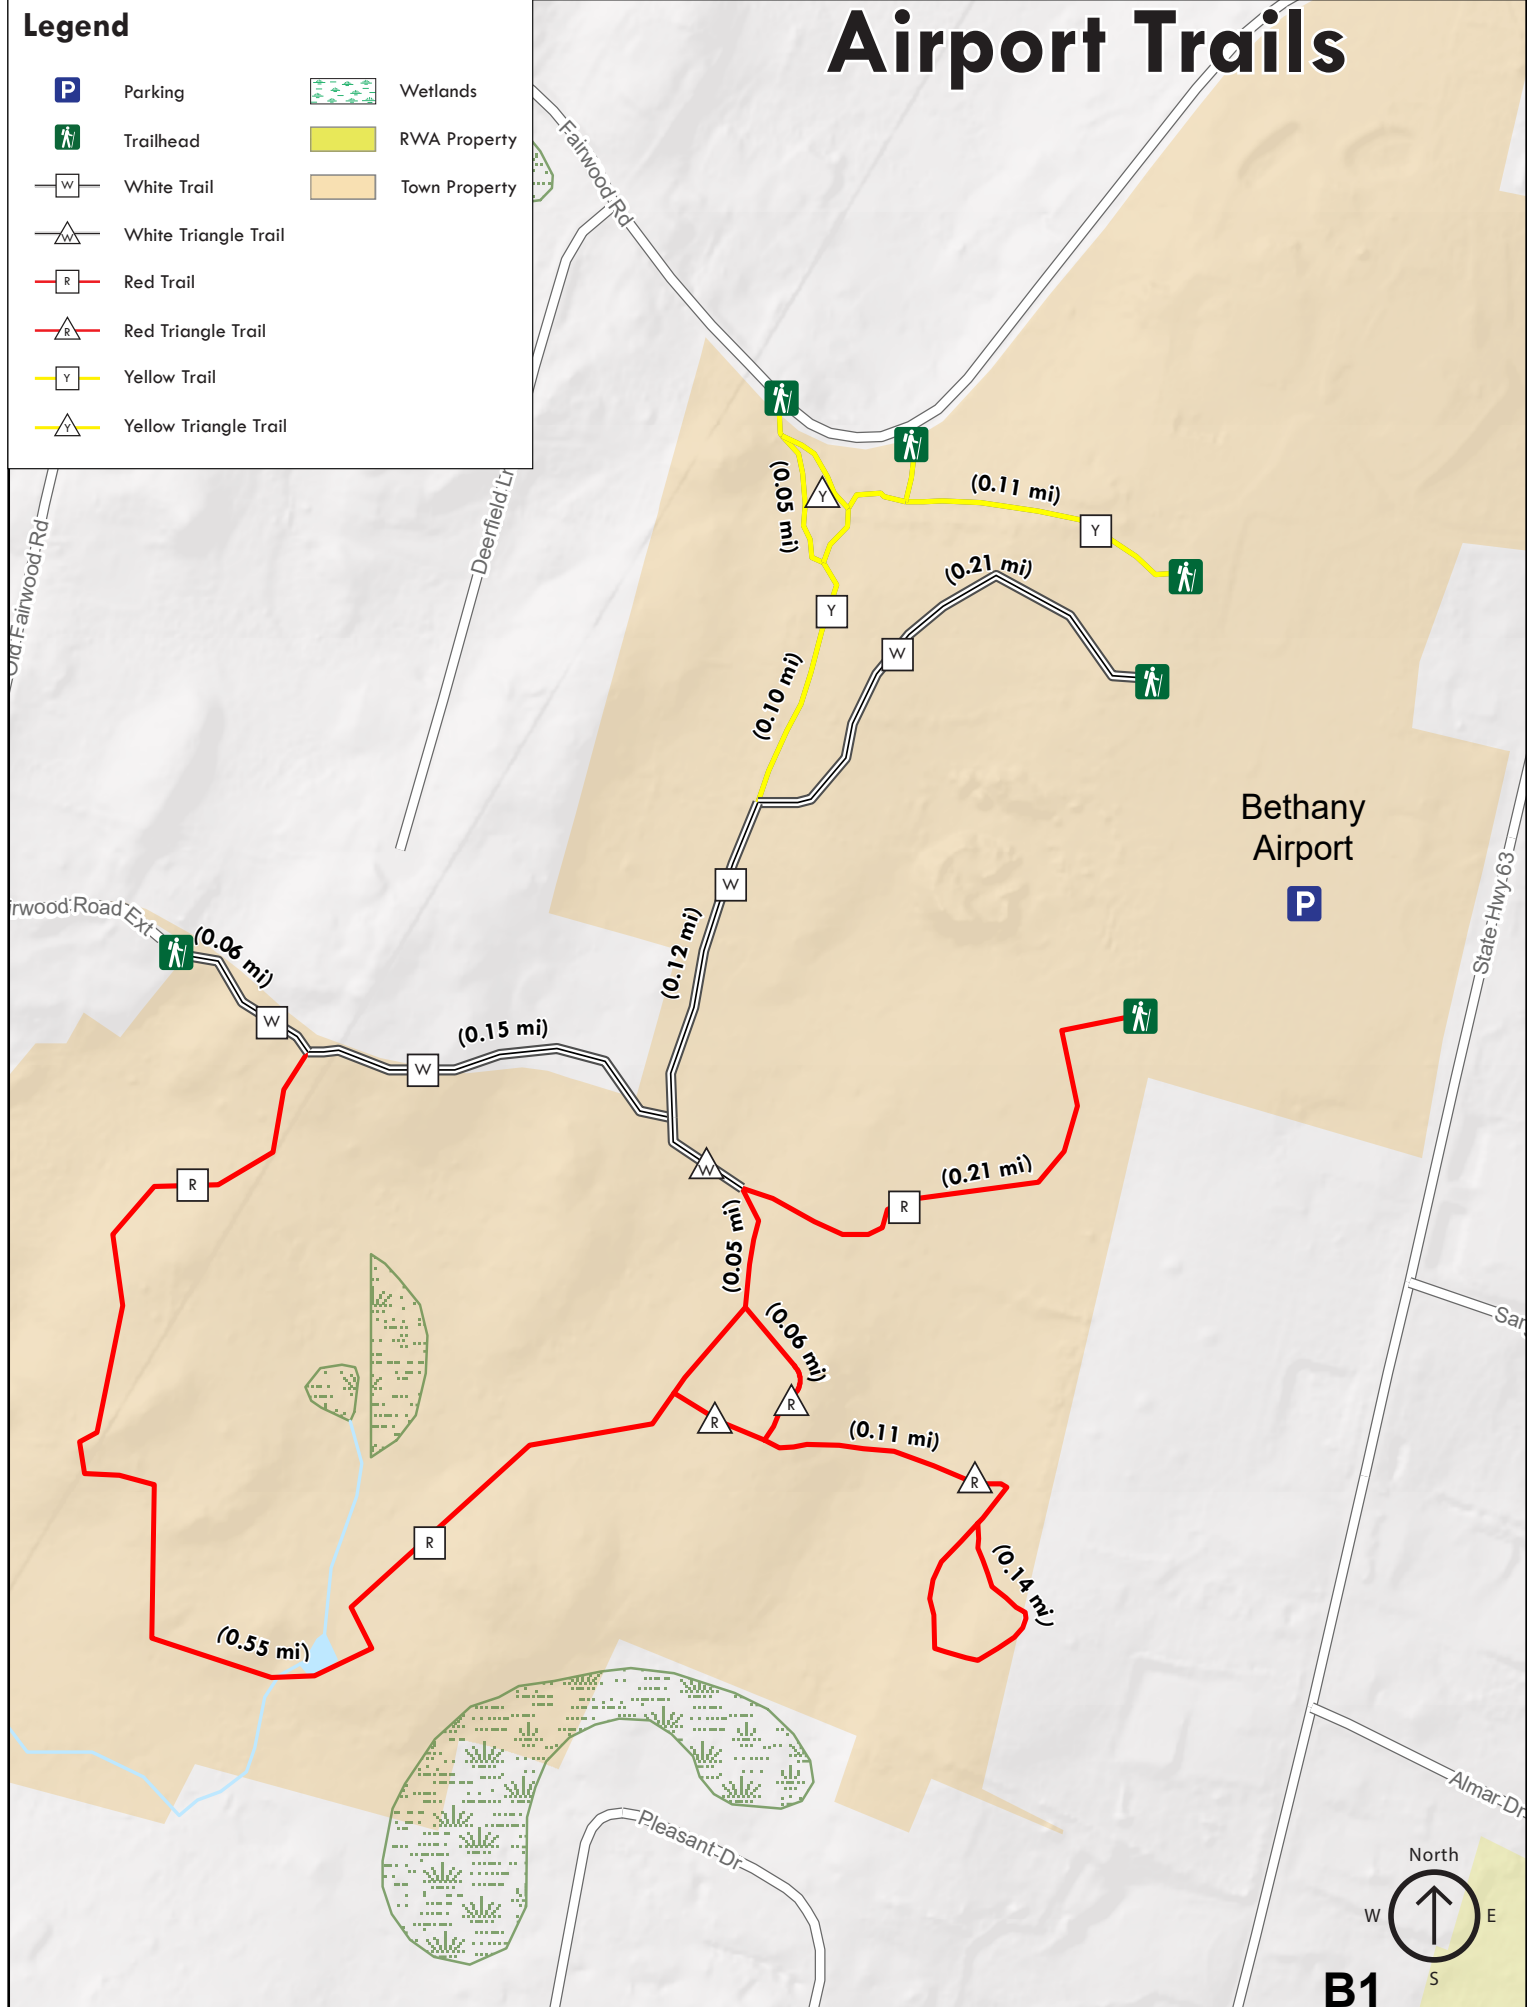 Airport Trails
Legend
P
Parking
Trailhead
W
White Trail
W
White Triangle Trail
R
Red Trail
R
Red Triangle Trail
Y
Yellow Trail
Y
Yellow Triangle Trail
Wetlands
RWA Property
Town Property
Fairwood Rd
Deerfield Ln
Old Fairwood Rd
(0.05 mi)
Y
(0.11 mi)
Y
(0.21 mi)
Y
W
(0.10 mi)
Bethany
Airport
P
State Hwy 63
W
(0.12 mi)
irwood Road Ext
(0.06 mi)
W
(0.15 mi)
W
W
R
(0.21 mi)
R
(0.05 mi)
(0.06 mi)
R
R
(0.11 mi)
R
R
(0.14 mi)
(0.55 mi)
San
Almar Dr
Pleasant Dr
North
W
E
S
B1